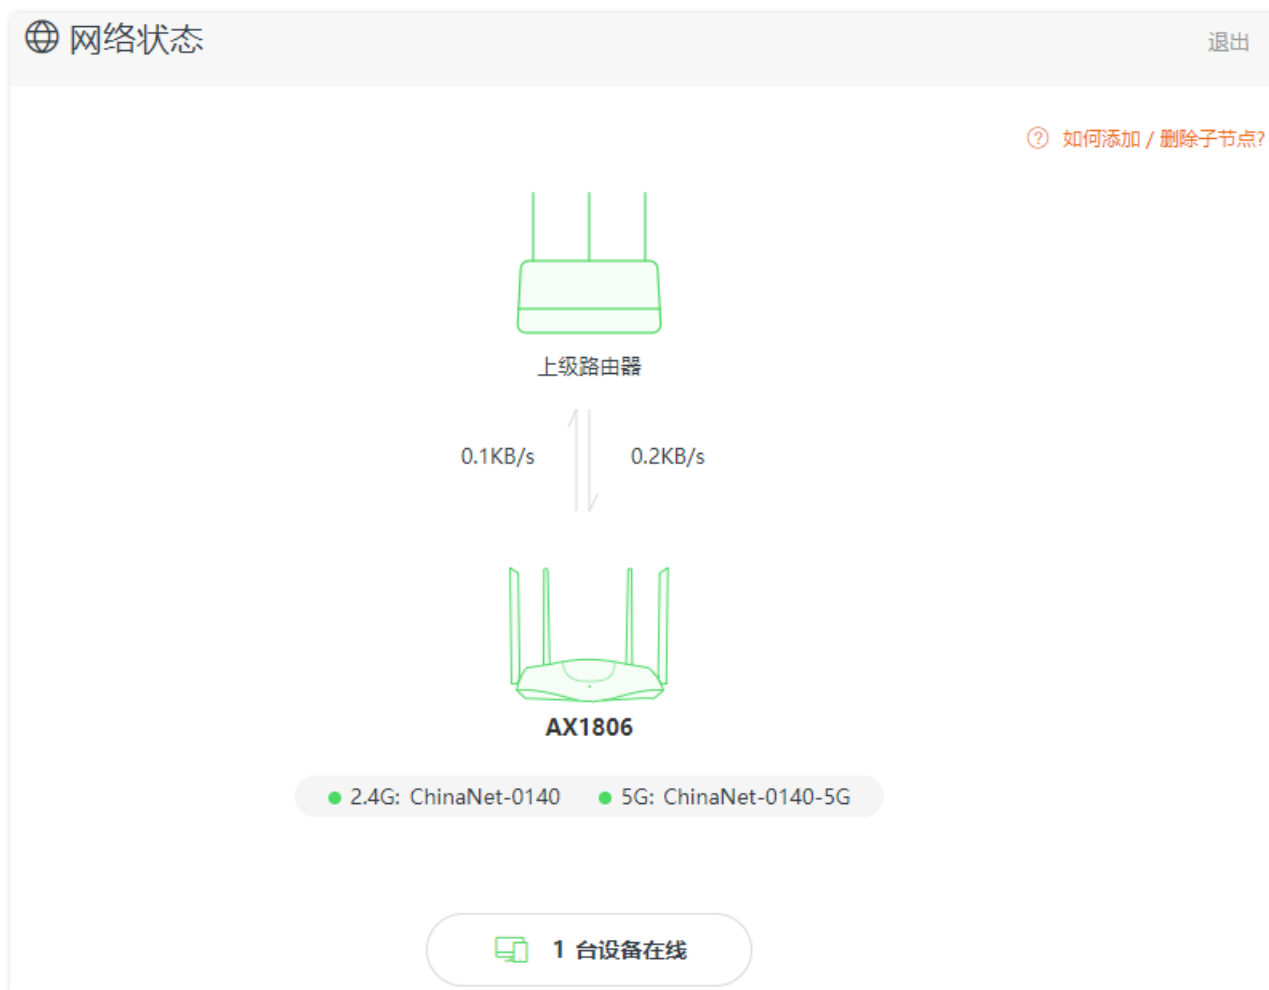 网络状态
退出
如何添加 / 删除子节点?
上级路由器
0.1KB/s
0.2KB/s
AX1806
2.4G: ChinaNet-0140
5G: ChinaNet-0140-5G
1 台设备在线